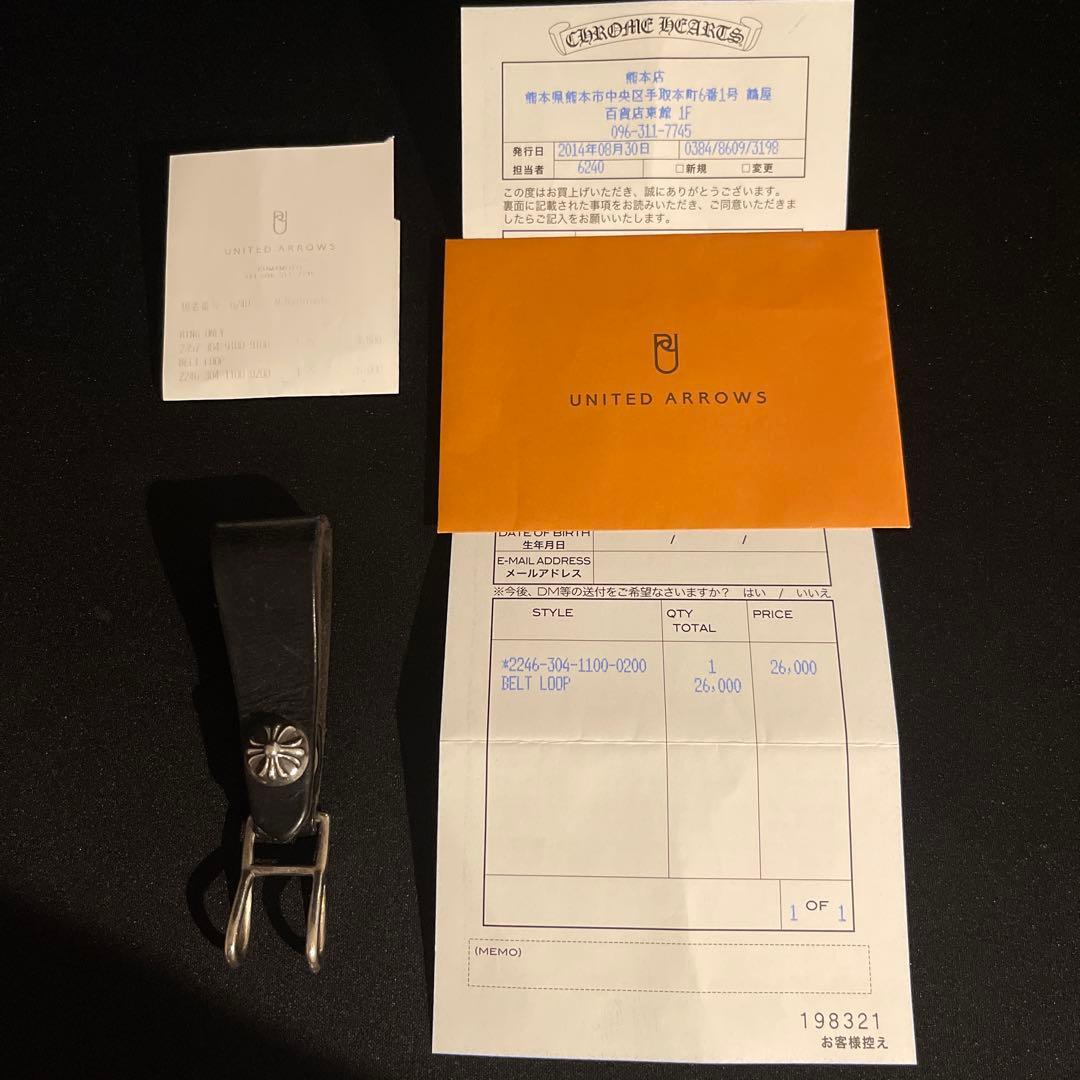 CHROME HEARTS
熊本店
熊本県熊本市中央区手取本町6番1号 鶴屋
百貨店東館 1F
096-311-7745
発行日 2014年08月30日 0384/8609/3198
担当者 6240 □新規 □変更
この度はお買上げいただき、誠にありがとうございます。
裏面に記載された事項をお読みいただき、ご同意いただきま
したらご記入をお願いいたします。
UNITED ARROWS
KUMAMOTO
RING ONLY
BELT LOOP
2246-304-1100-0200 1
UNITED ARROWS
DATE OF BIRTH
生年月日 / /
E-MAIL ADDRESS
メールアドレス
※今後、DM等の送付をご希望なさいますか? はい / いいえ
STYLE QTY PRICE
TOTAL
*2246-304-1100-0200 1 26,000
BELT LOOP 26,000
1 OF 1
(MEMO)
198321
お客様控え